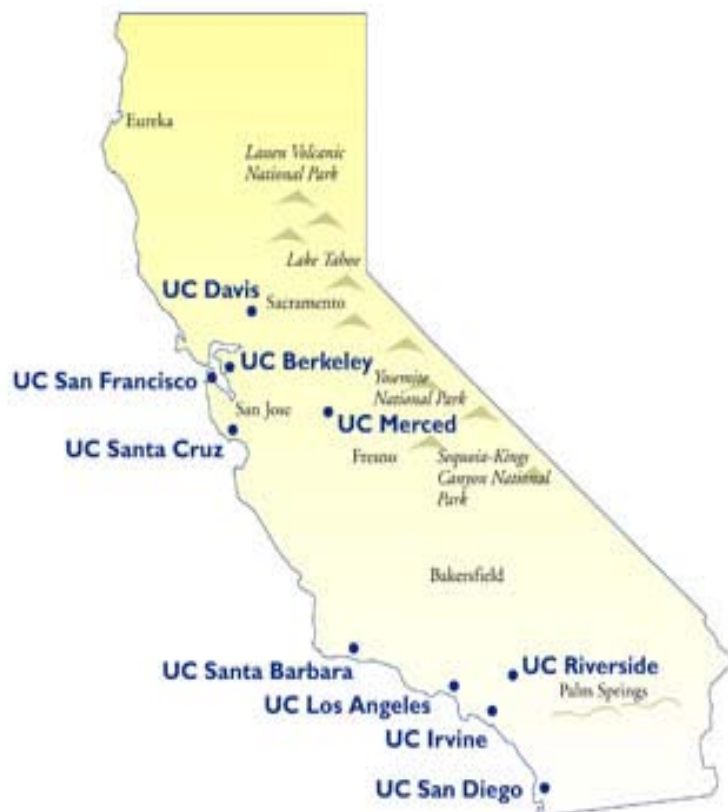 Eureka
Lassen Volcanic
National Park
Lake Tahoe
UC Davis
Sacramento
UC Berkeley
UC San Francisco
Yosemite
National Park
San Jose
UC Merced
UC Santa Cruz
Fresno
Sequoia-Kings
Canyon National
Park
Bakersfield
UC Santa Barbara
UC Riverside
Palm Springs
UC Los Angeles
UC Irvine
UC San Diego